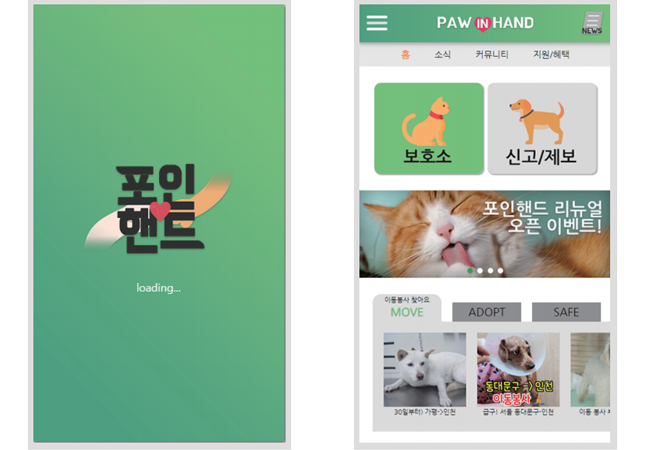 포인
핸드
loading...
PAW IN HAND
NEWS
홈 소식 커뮤니티 지원/혜택
보호소
신고/제보
포인핸드 리뉴얼
오픈 이벤트!
이동봉사 찾아요
MOVE
ADOPT
SAFE
동대문구 => 인천
이동봉사
30일부터) 가평->인천
급구! 서울 동대문구-인천
이동 봉사